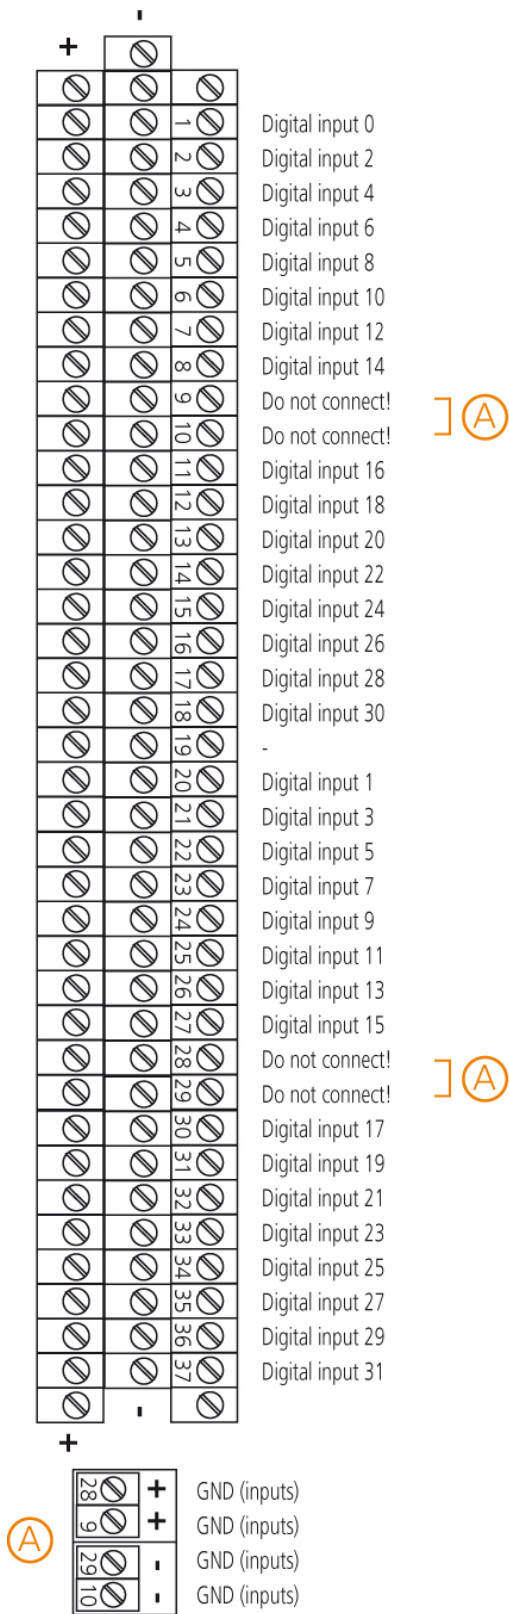 -
+
1 Digital input 0
2 Digital input 2
3 Digital input 4
4 Digital input 6
5 Digital input 8
6 Digital input 10
7 Digital input 12
8 Digital input 14
9 Do not connect!
A
10 Do not connect!
11 Digital input 16
12 Digital input 18
13 Digital input 20
14 Digital input 22
15 Digital input 24
16 Digital input 26
17 Digital input 28
18 Digital input 30
19 -
20 Digital input 1
21 Digital input 3
22 Digital input 5
23 Digital input 7
24 Digital input 9
25 Digital input 11
26 Digital input 13
27 Digital input 15
28 Do not connect!
A
29 Do not connect!
30 Digital input 17
31 Digital input 19
32 Digital input 21
33 Digital input 23
34 Digital input 25
35 Digital input 27
36 Digital input 29
37 Digital input 31
-
+
28 + GND (inputs)
9 + GND (inputs)
A
29 - GND (inputs)
10 - GND (inputs)